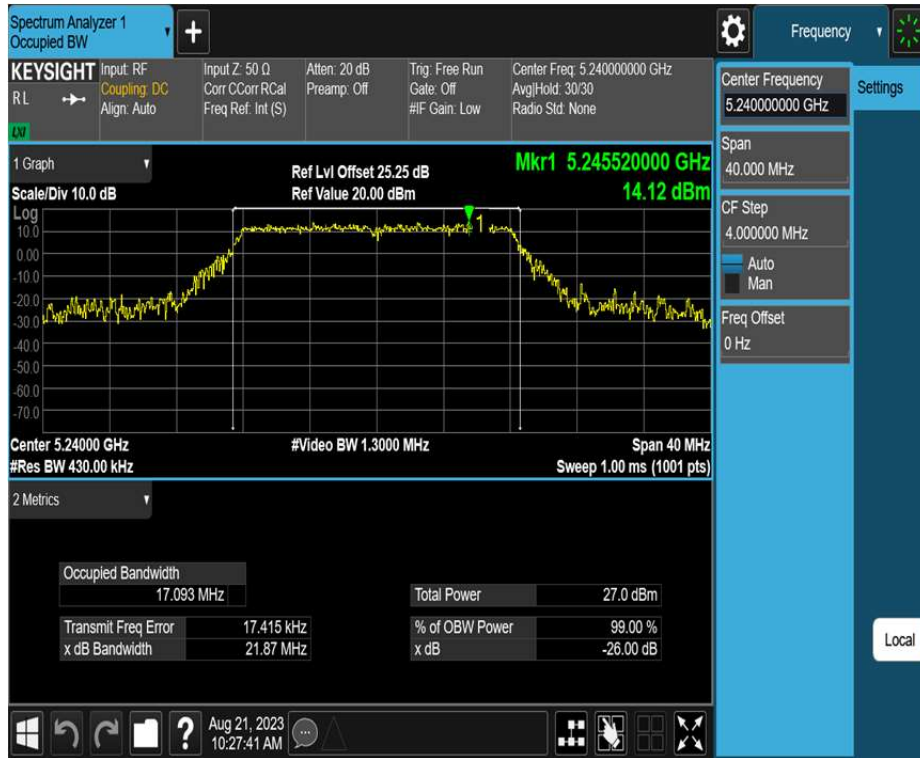 Spectrum Analyzer 1
Occupied BW
+
Frequency
KEYSIGHT
R L
LXI
Input: RF
Coupling: DC
Align: Auto
Input Z: 50 Ω
Corr CCorr RCal
Freq Ref: Int (S)
Atten: 20 dB
Preamp: Off
Trig: Free Run
Gate: Off
#IF Gain: Low
Center Freq: 5.240000000 GHz
Avg|Hold: 30/30
Radio Std: None
Center Frequency
5.240000000 GHz
Settings
Span
40.000 MHz
CF Step
4.000000 MHz
Auto
Man
Freq Offset
0 Hz
Local
1 Graph
Scale/Div 10.0 dB
Ref Lvl Offset 25.25 dB
Ref Value 20.00 dBm
Mkr1 5.245520000 GHz
14.12 dBm
Log
10.0
0.00
-10.0
-20.0
-30.0
-40.0
-50.0
-60.0
-70.0
1
Center 5.24000 GHz
#Video BW 1.3000 MHz
Span 40 MHz
#Res BW 430.00 kHz
Sweep 1.00 ms (1001 pts)
2 Metrics
Occupied Bandwidth
17.093 MHz
Total Power 27.0 dBm
Transmit Freq Error 17.415 kHz
% of OBW Power 99.00 %
x dB Bandwidth 21.87 MHz
x dB -26.00 dB
?
Aug 21, 2023
10:27:41 AM